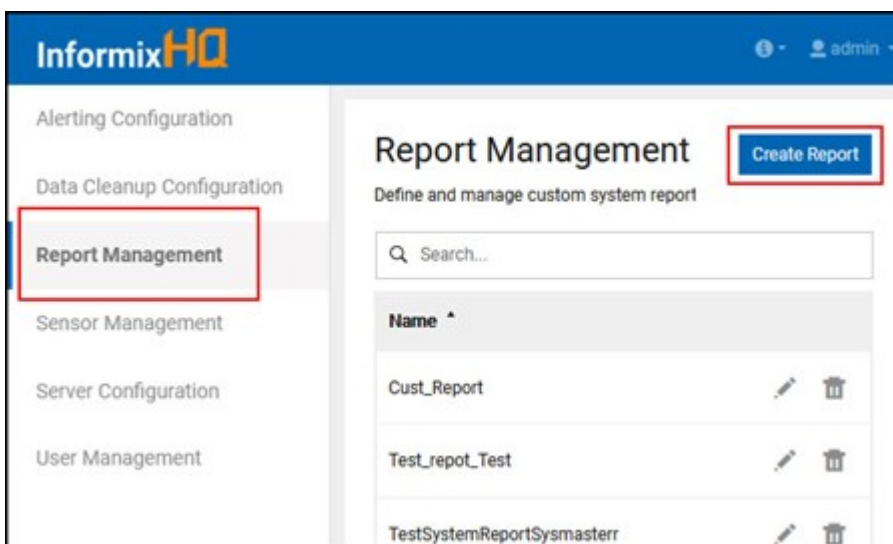 InformixHQ
admin
Alerting Configuration
Data Cleanup Configuration
Report Management
Sensor Management
Server Configuration
User Management
Report Management
Create Report
Define and manage custom system report
Search...
Name
Cust_Report
Test_repot_Test
TestSystemReportSysmasterr